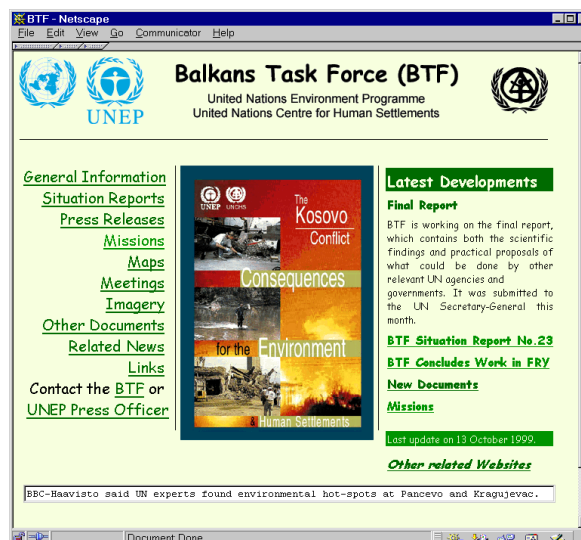 BTF - Netscape
File Edit View Go Communicator Help
Balkans Task Force (BTF)
United Nations Environment Programme
United Nations Centre for Human Settlements
UNEP
General Information
Situation Reports
Press Releases
Missions
Maps
Meetings
Imagery
Other Documents
Related News
Links
Contact the BTF or
UNEP Press Officer
UNEP UNCHS
The
Kosovo
Conflict
Consequences
for the Environment
& Human Settlements
Latest Developments
Final Report
BTF is working on the final report,
which contains both the scientific
findings and practical proposals of
what could be done by other
relevant UN agencies and
governments. It was submitted to
the UN Secretary-General this
month.
BTF Situation Report No.23
BTF Concludes Work in FRY
New Documents
Missions
Last update on 13 October 1999.
Other related Websites
BBC-Haavisto said UN experts found environmental hot-spots at Pancevo and Kragujevac.
Document Done